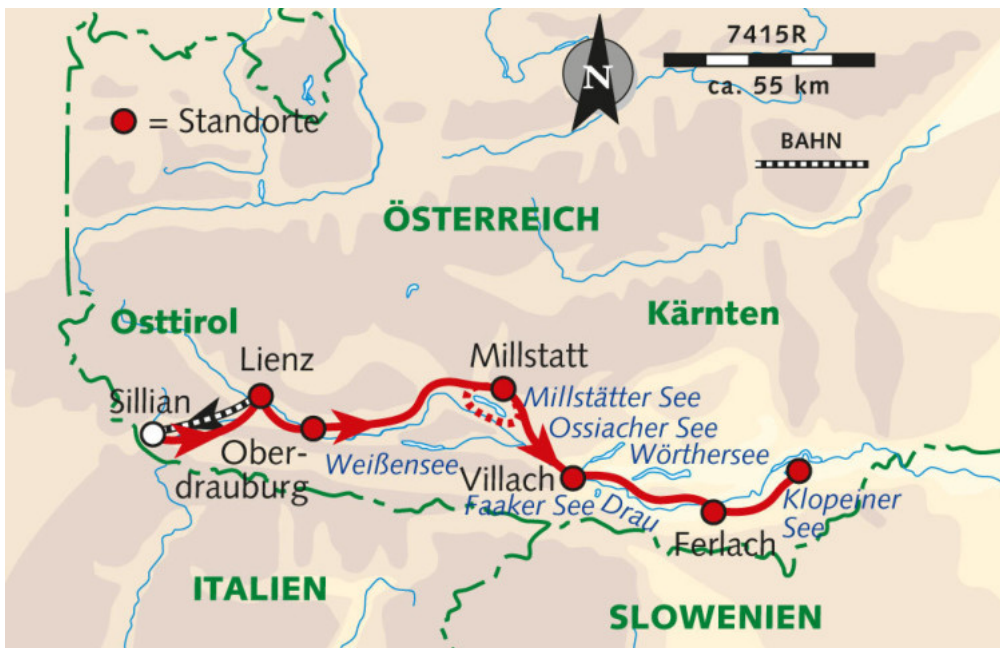 7415R
ca. 55 km
N
= Standorte
BAHN
ÖSTERREICH
Osttirol
Kärnten
Lienz
Millstatt
Sillian
Millstätter See
Ossiacher See
Ober-
drauburg
Weißensee
Wörthersee
Villach
Faaker See
Drau
Klopeiner
See
Ferlach
ITALIEN
SLOWENIEN